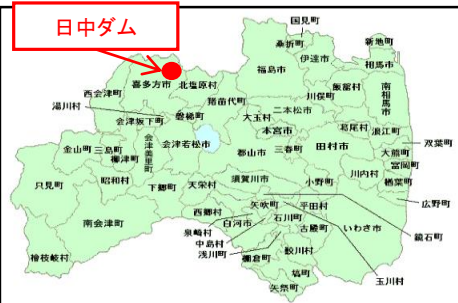 日中ダム
国見町
桑折町
新地町
伊達市
相馬市
福島市
喜多方市
北塩原村
飯舘村
川俣町
南相馬市
西会津町
猪苗代町
二本松市
大玉村
湯川村
磐梯町
会津坂下町
本宮市
葛尾村
浪江町
双葉町
会津美里町
会津若松市
金山町
三島町
柳津町
郡山市
三春町
田村市
大熊町
富岡町
川内村
楢葉町
只見町
昭和村
下郷町
天栄村
須賀川市
小野町
広野町
南会津町
西郷村
矢吹町
平田村
鏡石町
泉崎村
白河市
石川町
中島村
古殿町
いわき市
浅川町
玉川村
檜枝岐村
棚倉町
鮫川村
塙町
矢祭町